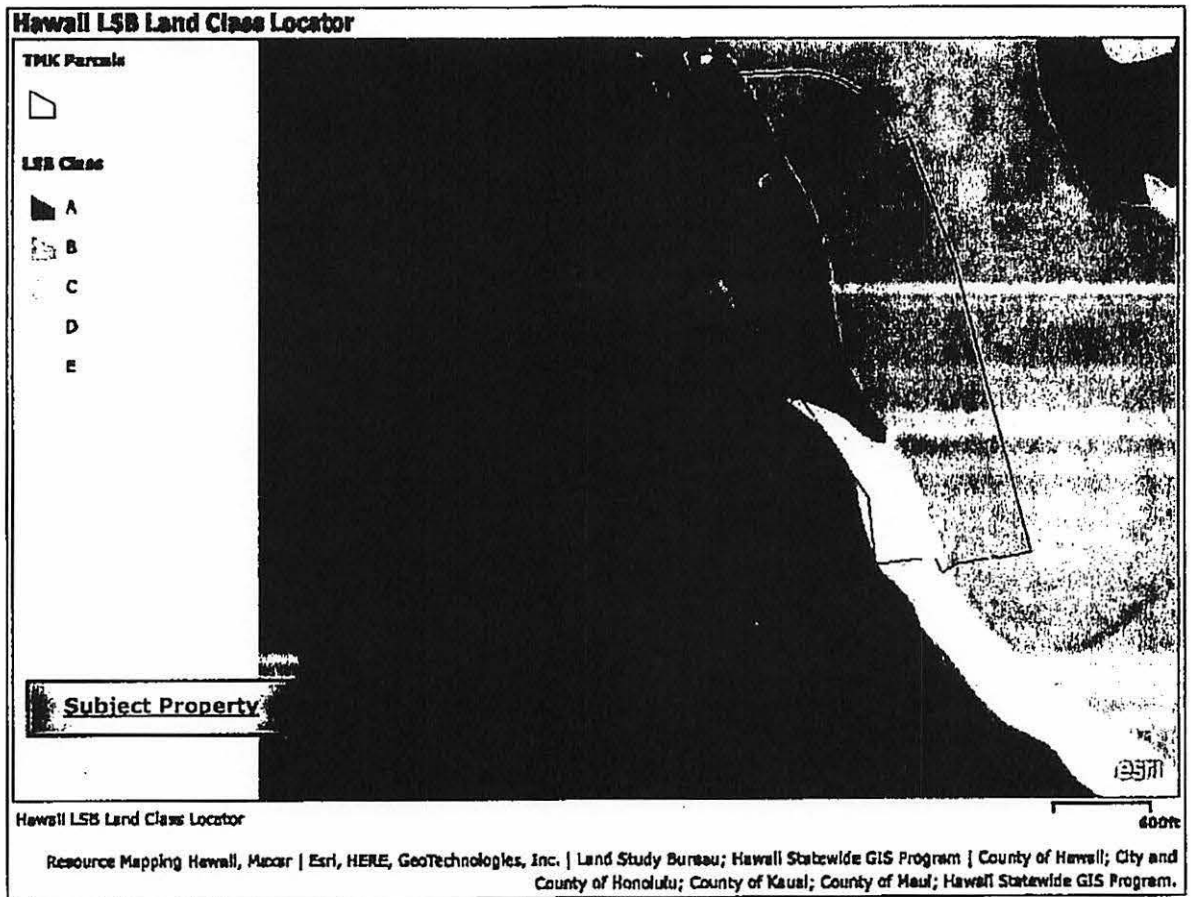 Hawaii LSB Land Class Locator
TMK Parcels
LSB Class
A
B
C
D
E
Subject Property
esri
Hawaii LSB Land Class Locator
600ft
Resource Mapping Hawaii, Maxar | Esri, HERE, GeoTechnologies, Inc. | Land Study Bureau; Hawaii Statewide GIS Program | County of Hawaii; City and
County of Honolulu; County of Kauai; County of Maui; Hawaii Statewide GIS Program.